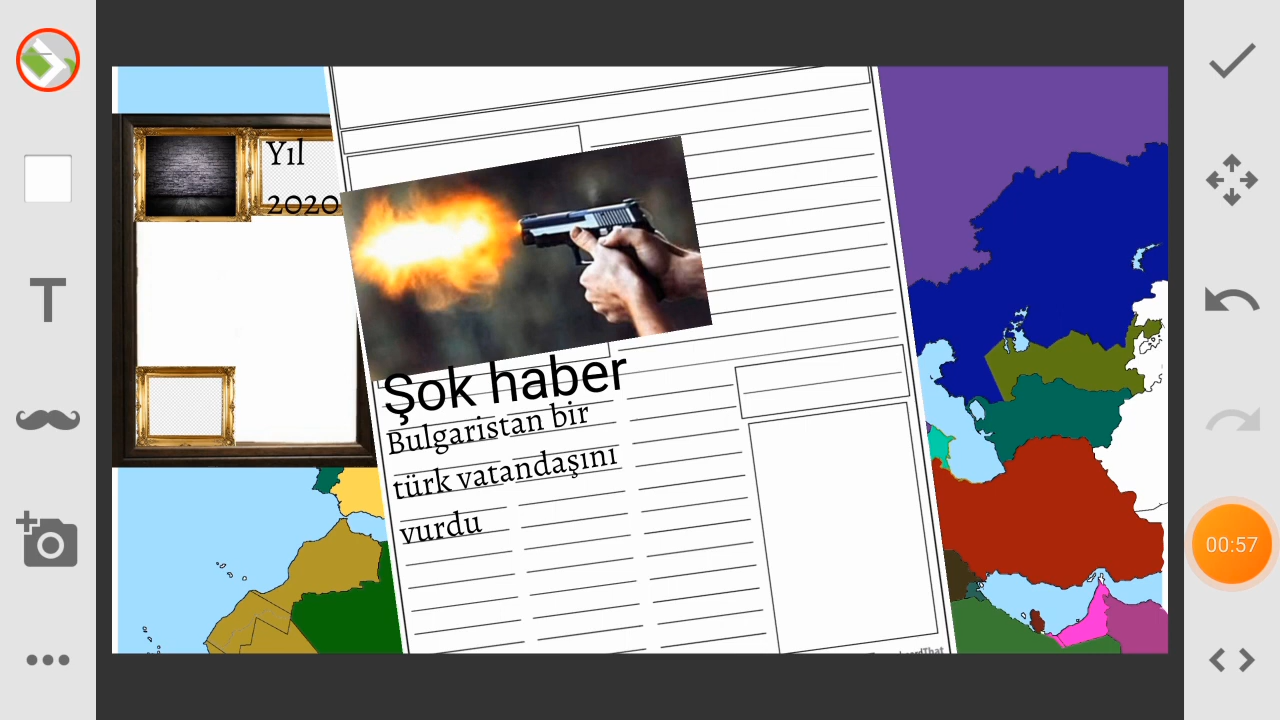 Yıl
2020
Şok haber
Bulgaristan bir
türk vatandaşını
vurdu
00:57